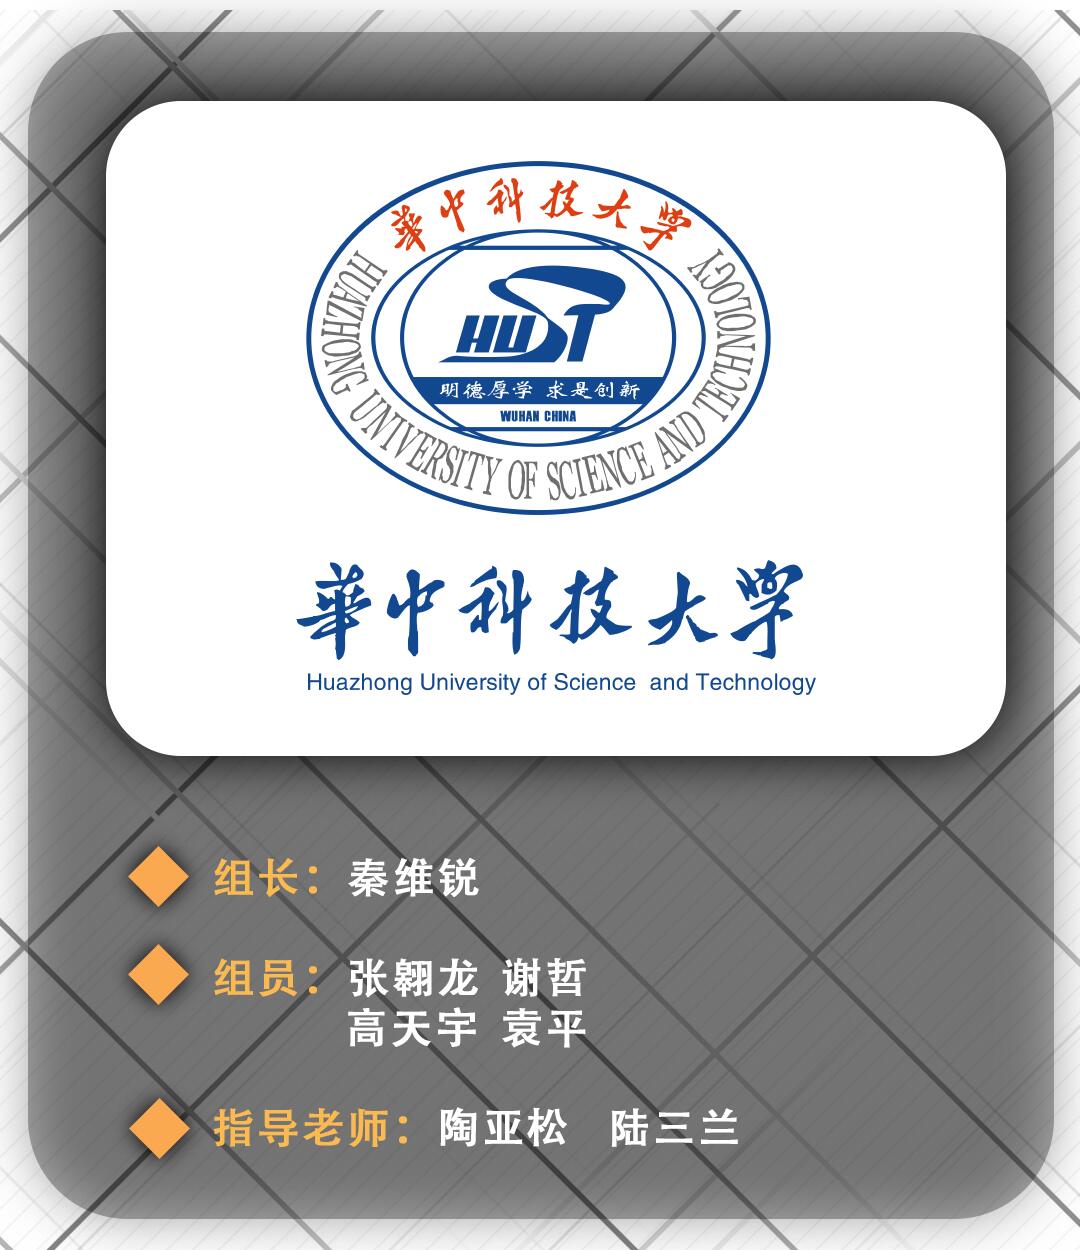 華中科技大學
HUAZHONG UNIVERSITY OF SCIENCE AND TECHNOLOGY
HUST
明德厚学 求是创新
WUHAN CHINA
華中科技大學
Huazhong University of Science and Technology
组长：秦维锐
组员：张翱龙 谢哲
高天宇 袁平
指导老师：陶亚松 陆三兰